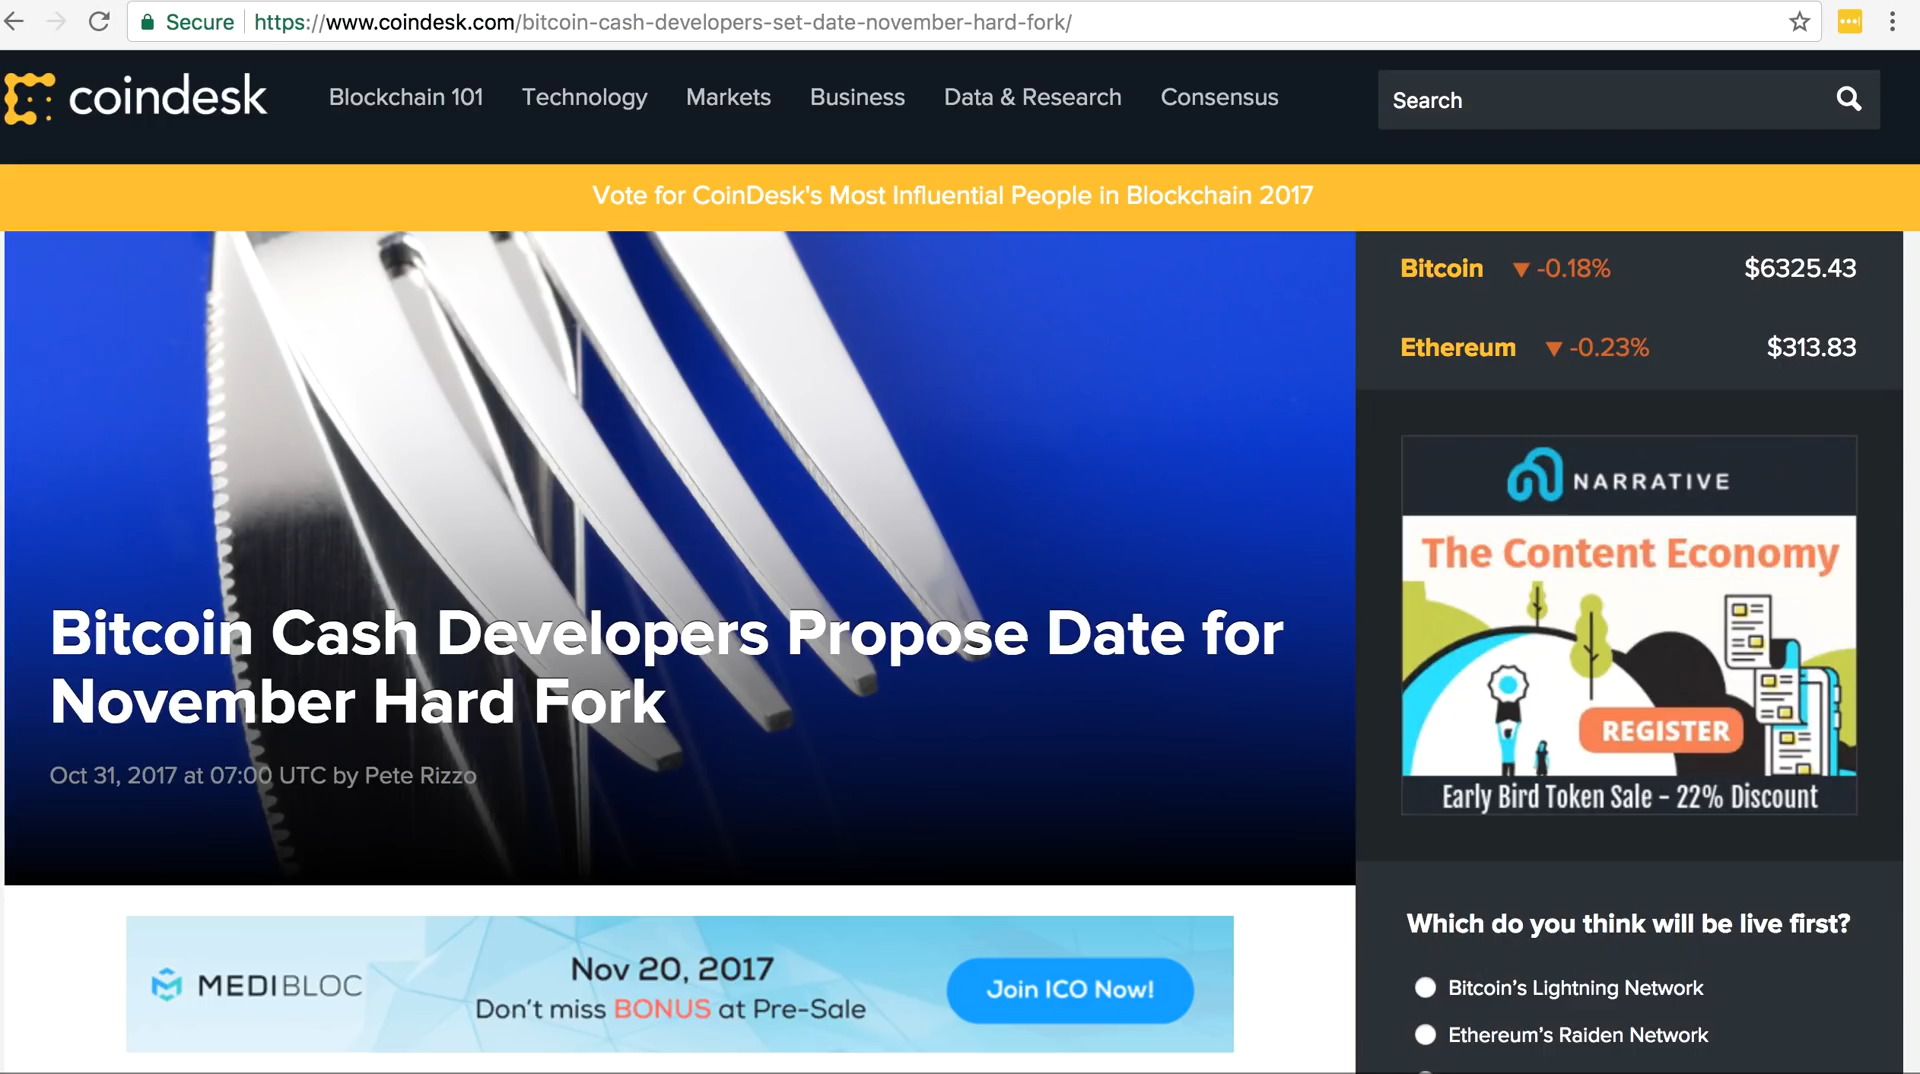 Secure https://www.coindesk.com/bitcoin-cash-developers-set-date-november-hard-fork/
coindesk
Blockchain 101 Technology Markets Business Data & Research Consensus
Search
Vote for CoinDesk's Most Influential People in Blockchain 2017
Bitcoin ▼ -0.18% $6325.43
Ethereum ▼ -0.23% $313.83
NARRATIVE
The Content Economy
REGISTER
Early Bird Token Sale - 22% Discount
Bitcoin Cash Developers Propose Date for
November Hard Fork
Oct 31, 2017 at 07:00 UTC by Pete Rizzo
MEDIBLOC
Nov 20, 2017
Don't miss BONUS at Pre-Sale
Join ICO Now!
Which do you think will be live first?
Bitcoin's Lightning Network
Ethereum's Raiden Network